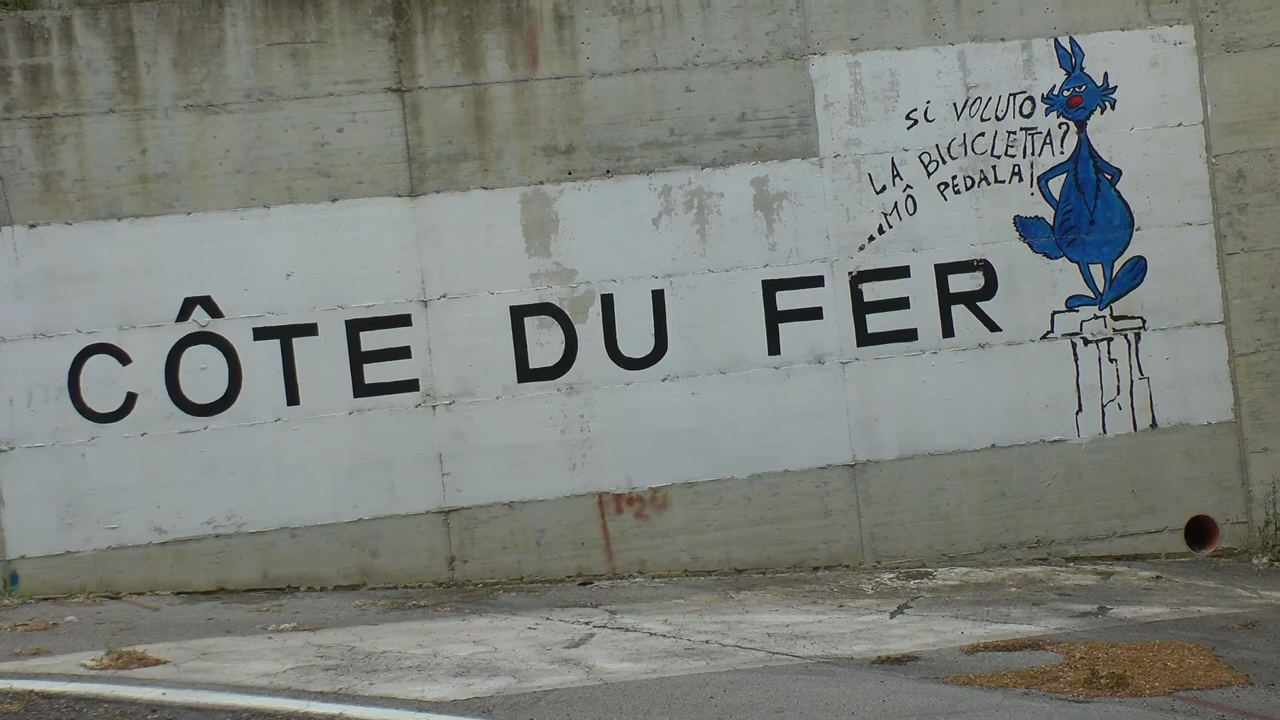 SI VOLUTO
LA BICICLETTA?
...MÔ PEDALA!
CÔTE DU FER